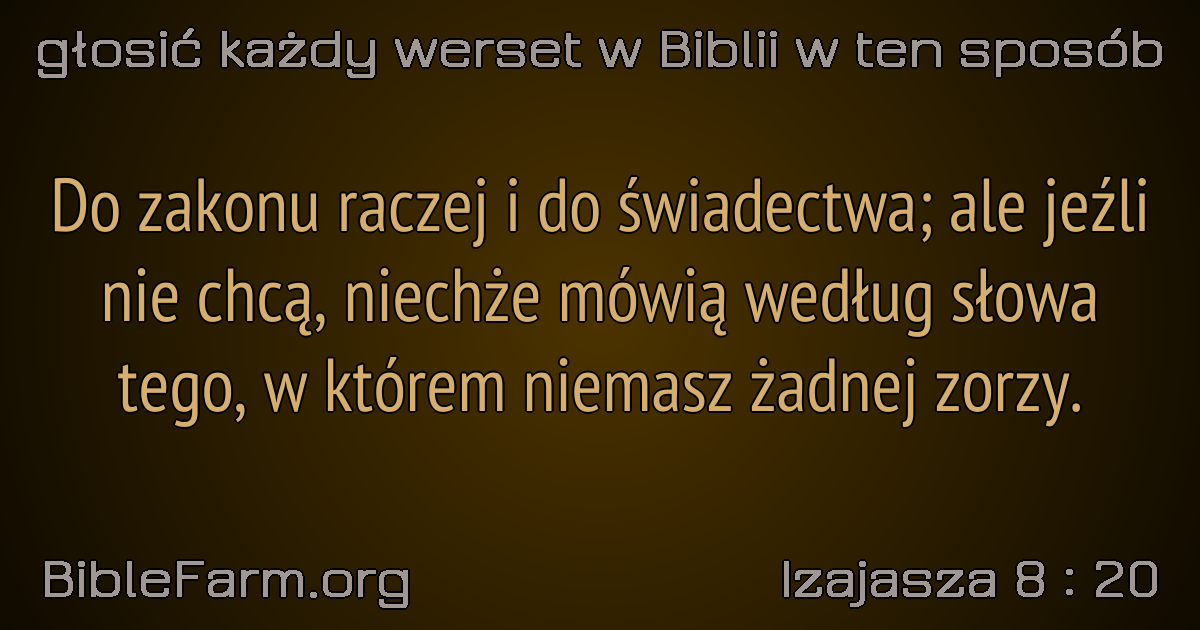 głosić każdy werset w Biblii w ten sposób
Do zakonu raczej i do świadectwa; ale jeźli
nie chcą, niechże mówią według słowa
tego, w którem niemasz żadnej zorzy.
BibleFarm.org
Izajasza 8 : 20